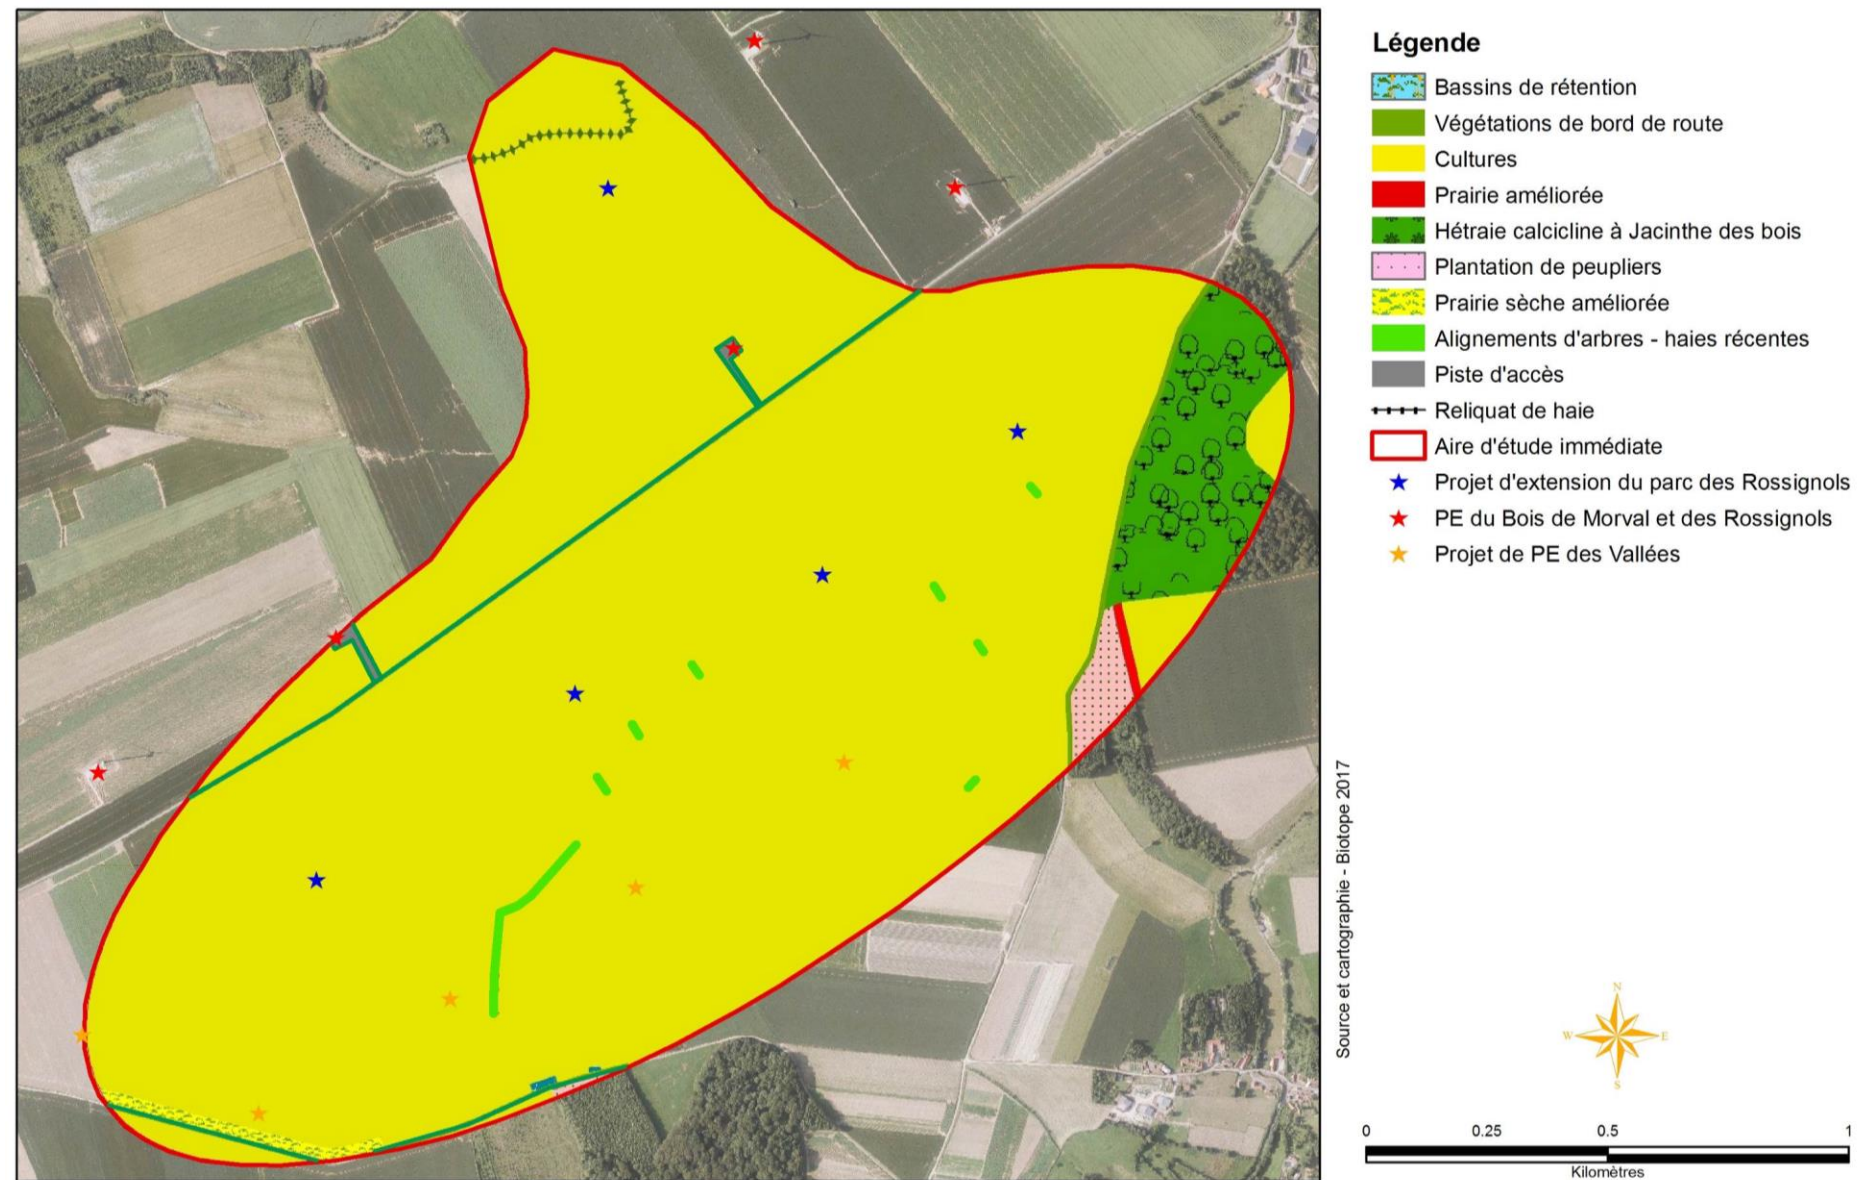 Légende
Bassins de rétention
Végétations de bord de route
Cultures
Prairie améliorée
Hétraie calcicline à Jacinthe des bois
Plantation de peupliers
Prairie sèche améliorée
Alignements d'arbres - haies récentes
Piste d'accès
Reliquat de haie
Aire d'étude immédiate
Projet d'extension du parc des Rossignols
PE du Bois de Morval et des Rossignols
Projet de PE des Vallées
Source et cartographie - Biotope 2017
N
W E
S
0 0.25 0.5 1
Kilomètres